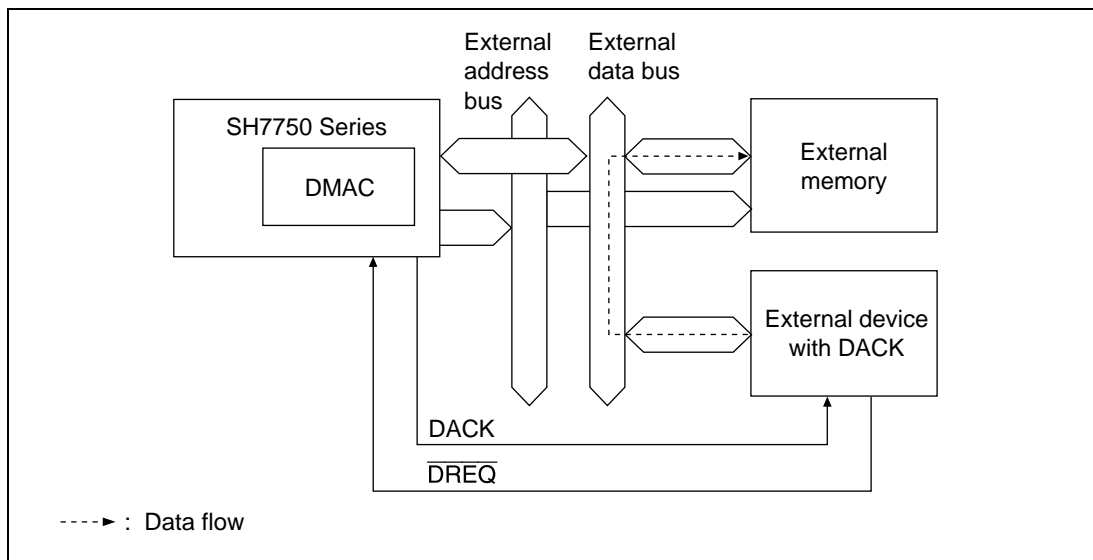 External
address
bus
External
data bus
SH7750 Series
DMAC
External
memory
External device
with DACK
DACK
DREQ
: Data flow